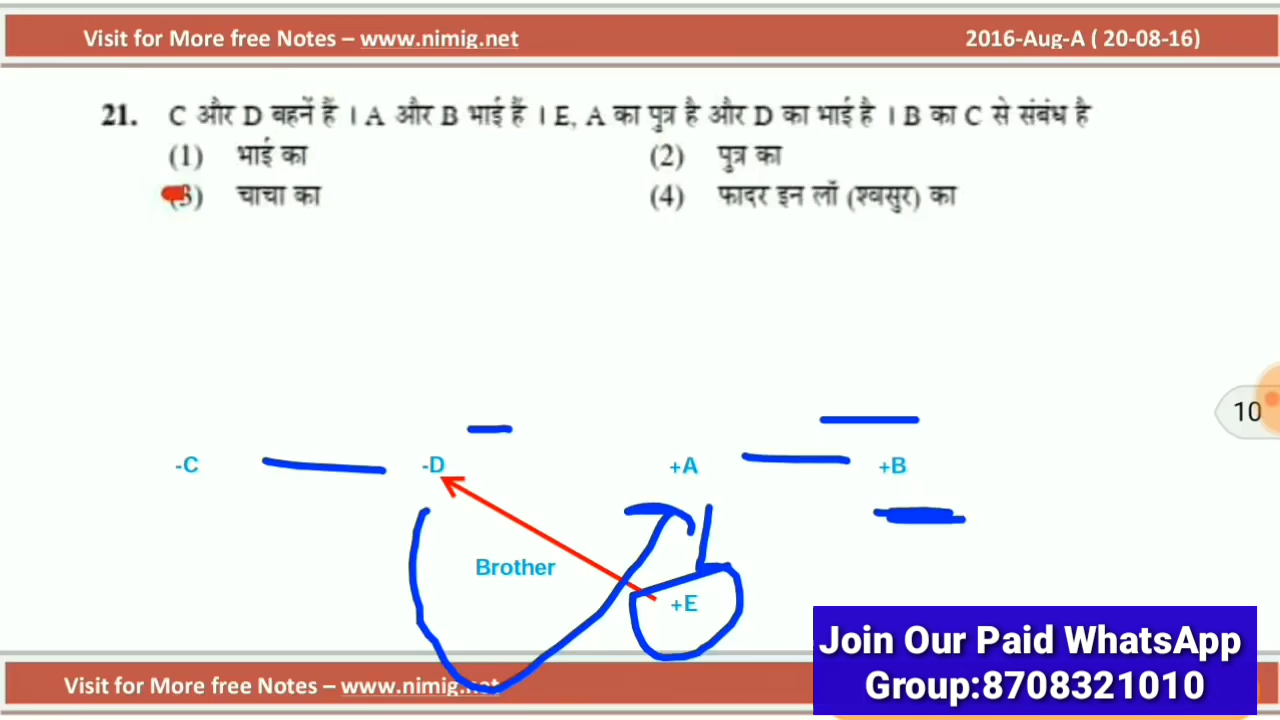 Visit for More free Notes – www.nimig.net 2016-Aug-A ( 20-08-16)
21. C और D बहनें हैं । A और B भाई हैं । E, A का पुत्र है और D का भाई है । B का C से संबंध है
(1) भाई का (2) पुत्र का
(3) चाचा का (4) फादर इन लॉ (श्वसुर) का
10
-C -D +A +B
Brother
+E
Join Our Paid WhatsApp
Group:8708321010
Visit for More free Notes – www.nimig.net